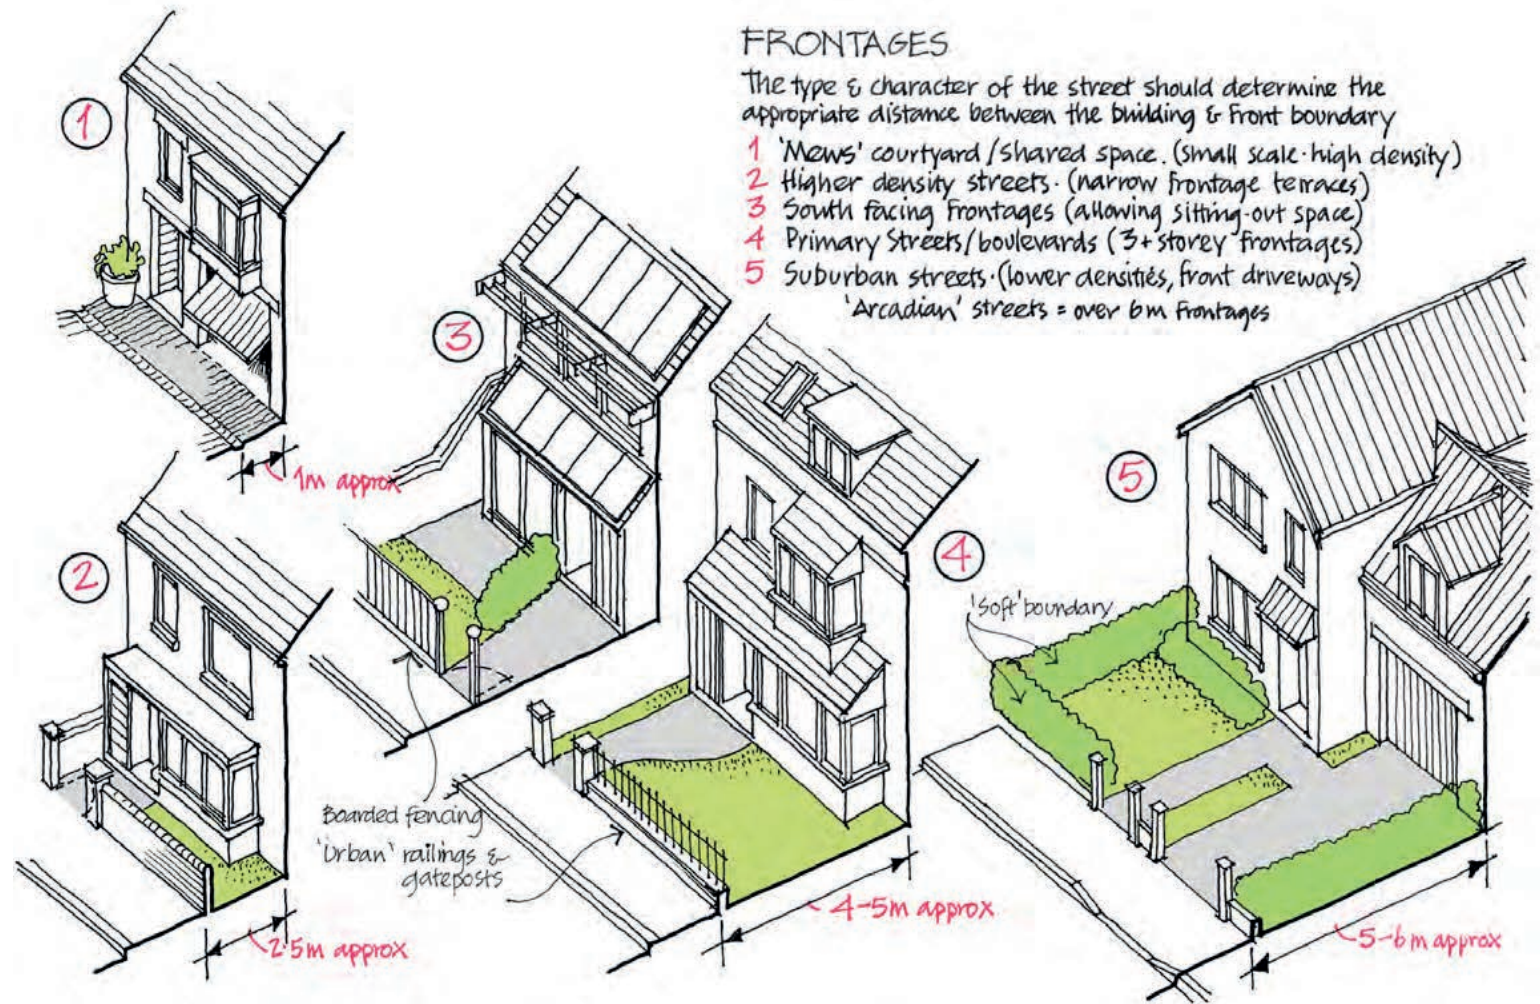 FRONTAGES
The type & character of the street should determine the
appropriate distance between the building & front boundary
1 'Mews' courtyard/shared space. (small scale·high density)
2 Higher density streets. (narrow frontage terraces)
3 South facing frontages (allowing sitting-out space)
4 Primary Streets/boulevards (3+storey frontages)
5 Suburban streets·(lower densities, front driveways)
'Arcadian' streets = over 6m frontages
1
1m approx
3
2
4
5
'soft' boundary
Boarded fencing
'Urban' railings &
gateposts
2·5m approx
4-5m approx
5-6m approx